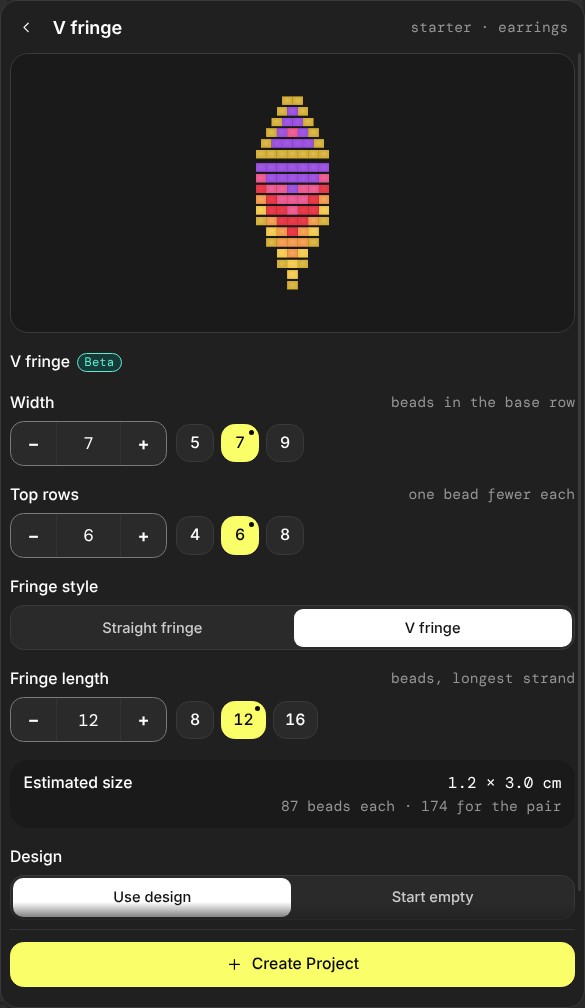 V fringe
starter · earrings
V fringe Beta
Width
beads in the base row
− 7 + 5 7 9
Top rows
one bead fewer each
− 6 + 4 6 8
Fringe style
Straight fringe V fringe
Fringe length
beads, longest strand
− 12 + 8 12 16
Estimated size
1.2 × 3.0 cm
87 beads each · 174 for the pair
Design
Use design Start empty
+ Create Project